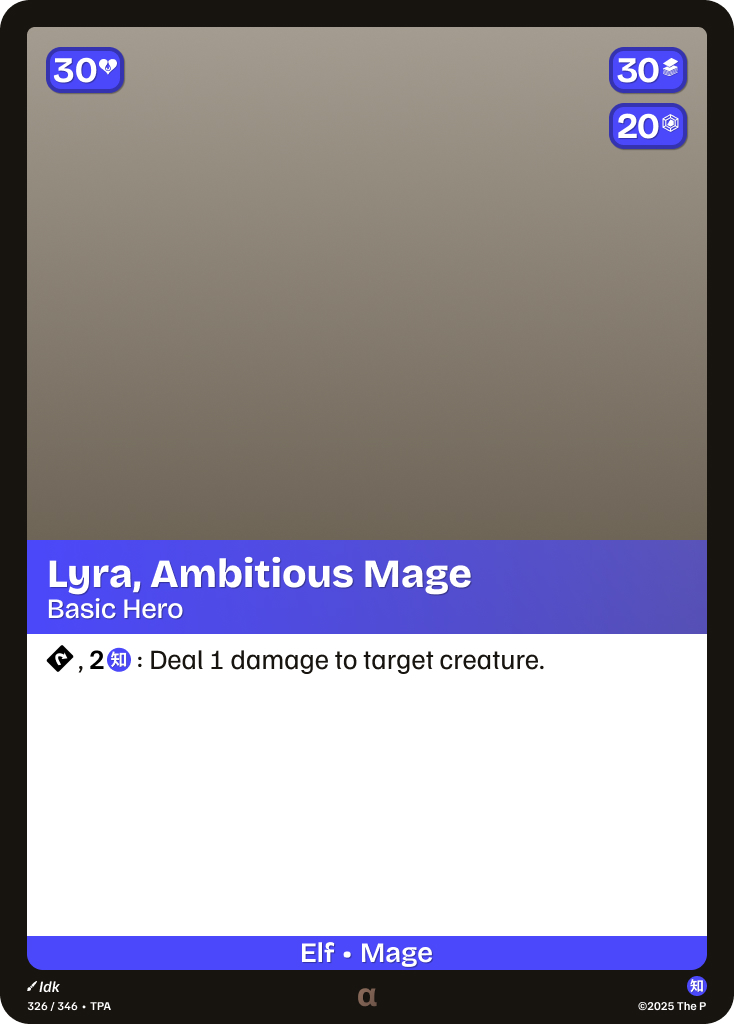 30
30
20
Lyra, Ambitious Mage
Basic Hero
, 2知: Deal 1 damage to target creature.
Elf • Mage
Idk
326 / 346 • TPA
α
知
©2025 The P